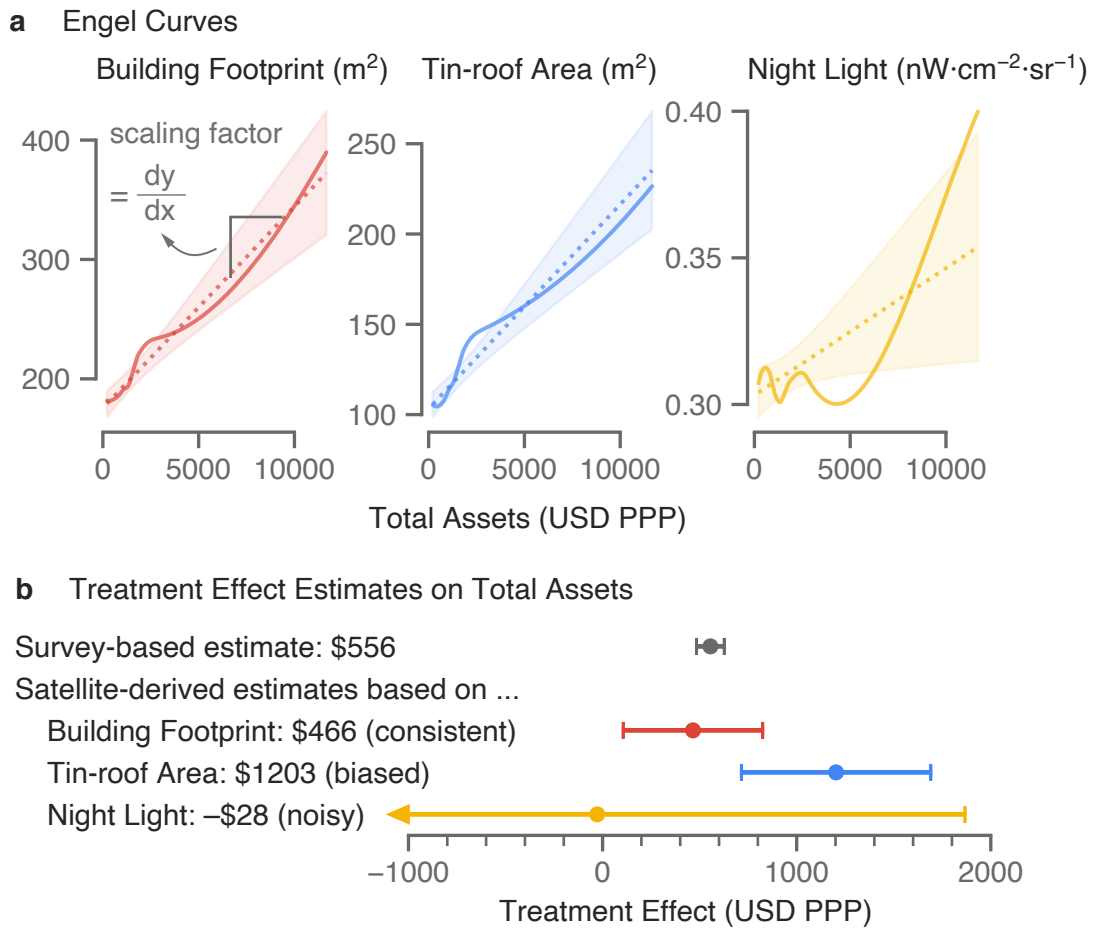 a Engel Curves
Building Footprint (m²) Tin-roof Area (m²) Night Light (nW·cm⁻²·sr⁻¹)
400
300
200
scaling factor
= dy
dx
0 5000 10000
250
200
150
100
0 5000 10000
0.40
0.35
0.30
0 5000 10000
Total Assets (USD PPP)
b Treatment Effect Estimates on Total Assets
Survey-based estimate: $556
Satellite-derived estimates based on ...
Building Footprint: $466 (consistent)
Tin-roof Area: $1203 (biased)
Night Light: –$28 (noisy)
−1000 0 1000 2000
Treatment Effect (USD PPP)